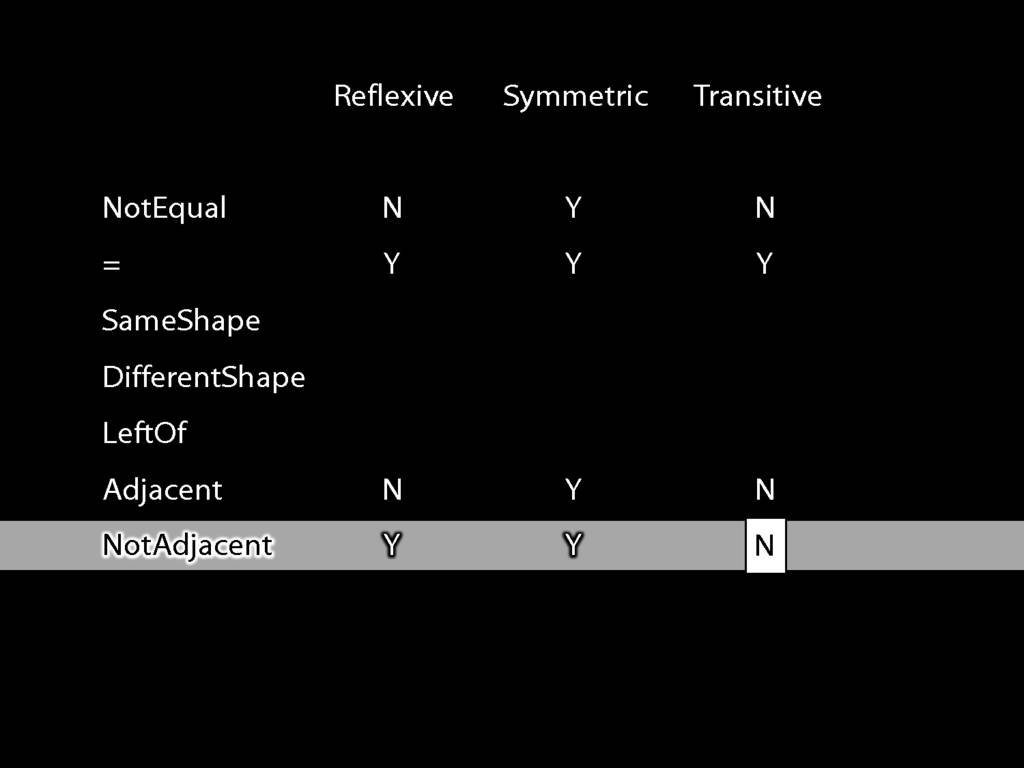 Reflexive Symmetric Transitive
NotEqual N Y N
= Y Y Y
SameShape
DifferentShape
LeftOf
Adjacent N Y N
NotAdjacent Y Y N